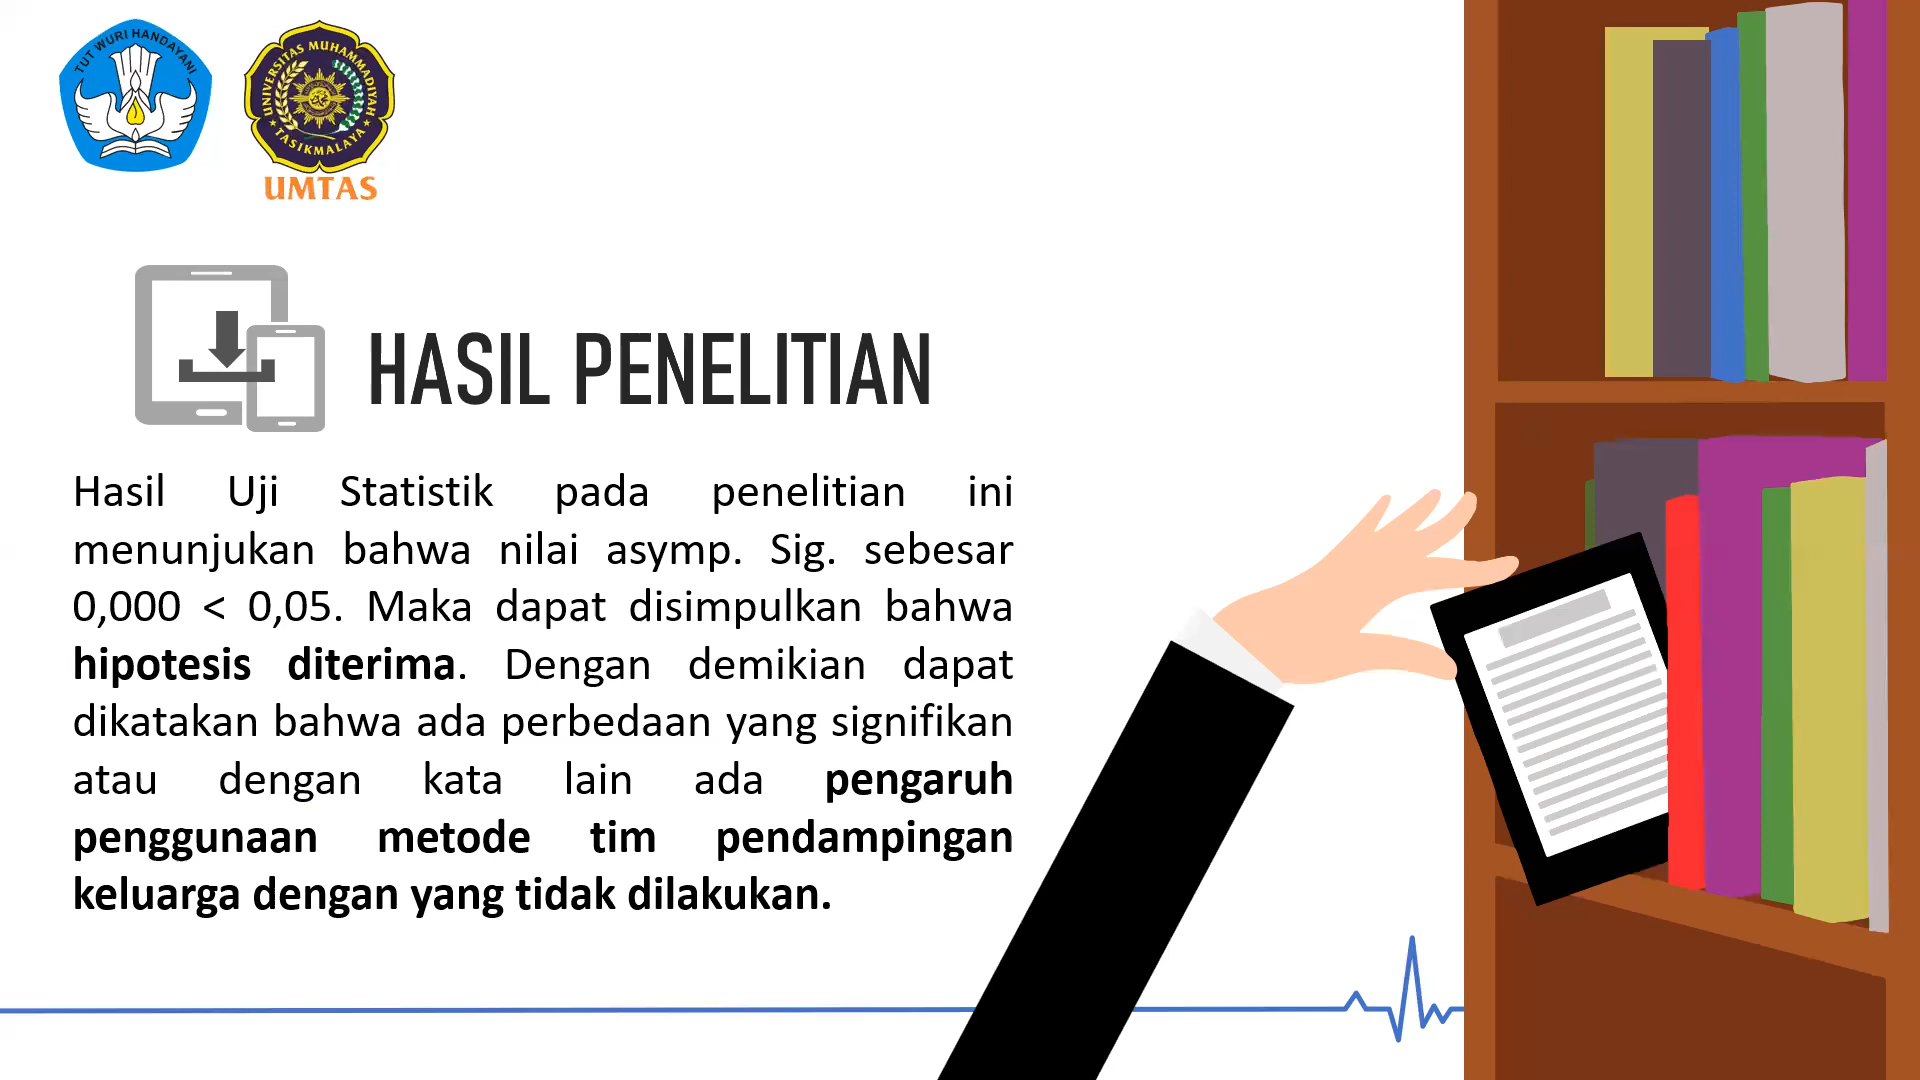 TUT WURI HANDAYANI
UNIVERSITAS MUHAMMADIYAH
TASIKMALAYA
UMTAS
HASIL PENELITIAN
Hasil Uji Statistik pada penelitian ini
menunjukan bahwa nilai asymp. Sig. sebesar
0,000 < 0,05. Maka dapat disimpulkan bahwa
hipotesis diterima. Dengan demikian dapat
dikatakan bahwa ada perbedaan yang signifikan
atau dengan kata lain ada pengaruh
penggunaan metode tim pendampingan
keluarga dengan yang tidak dilakukan.